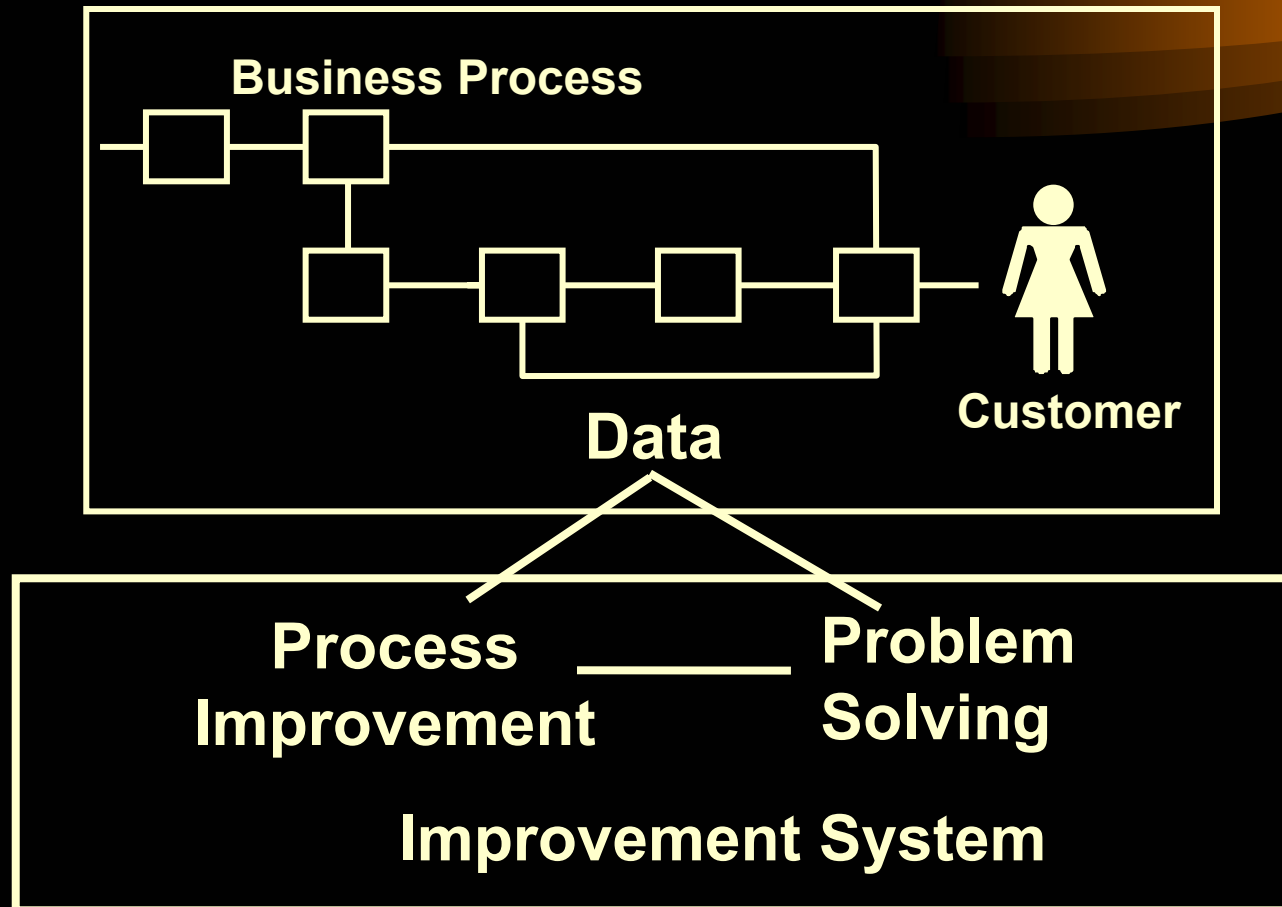 Business Process
Customer
Data
Process
Improvement
Problem
Solving
Improvement System